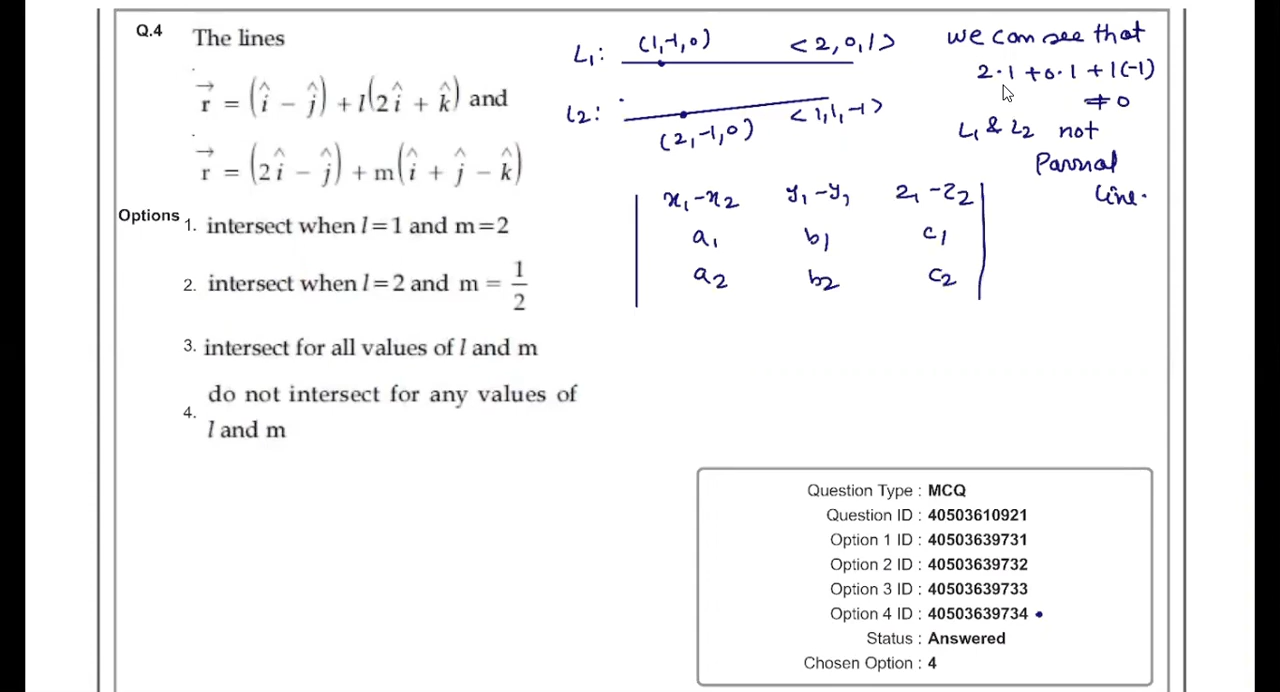 Q.4 The lines
r⃗ = (î − ĵ) + l(2î + k̂) and
r⃗ = (2î − ĵ) + m(î + ĵ − k̂)
Options 1. intersect when l=1 and m=2
2. intersect when l=2 and m = 1/2
3. intersect for all values of l and m
4. do not intersect for any values of
l and m
L₁: (1,-1,0) <2,0,1>
L2: (2,-1,0) <1,1,-1>
we can see that
2·1 +0·1 +1(-1)
≠0
L₁ & L₂ not
Parrral
line.
x₁-x₂ y₁-y₂ z₁-z₂
a₁ b₁ c₁
a₂ b₂ c₂
Question Type : MCQ
Question ID : 40503610921
Option 1 ID : 40503639731
Option 2 ID : 40503639732
Option 3 ID : 40503639733
Option 4 ID : 40503639734
Status : Answered
Chosen Option : 4